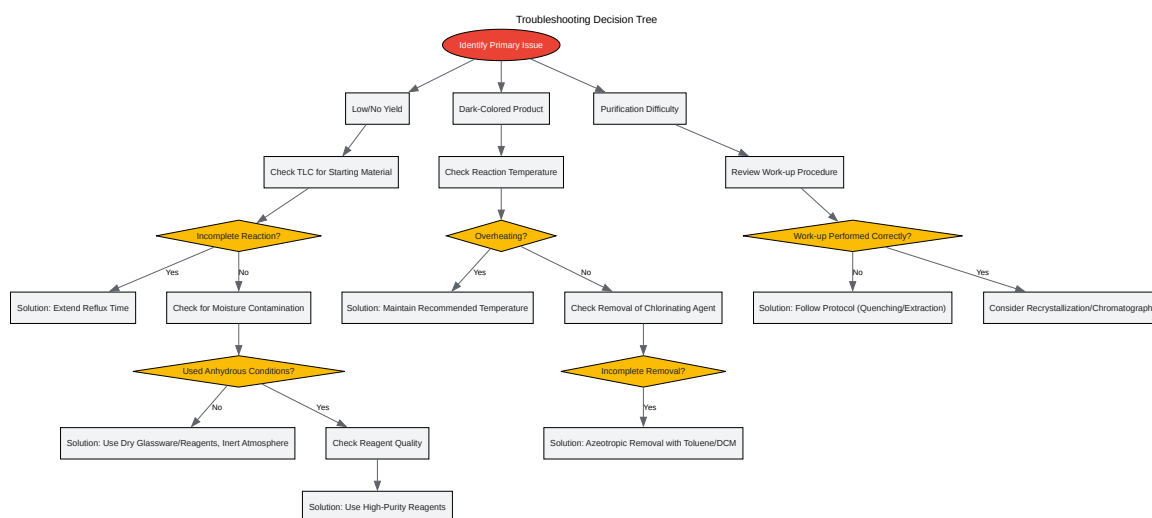 Troubleshooting Decision Tree
Identify Primary Issue
Low/No Yield
Dark-Colored Product
Purification Difficulty
Check TLC for Starting Material
Check Reaction Temperature
Review Work-up Procedure
Incomplete Reaction?
Overheating?
Work-up Performed Correctly?
Yes
No
Yes
No
No
Yes
Solution: Extend Reflux Time
Check for Moisture Contamination
Solution: Maintain Recommended Temperature
Check Removal of Chlorinating Agent
Solution: Follow Protocol (Quenching/Extraction)
Consider Recrystallization/Chromatograph
Used Anhydrous Conditions?
Incomplete Removal?
No
Yes
Yes
Solution: Use Dry Glassware/Reagents, Inert Atmosphere
Check Reagent Quality
Solution: Azeotropic Removal with Toluene/DCM
Solution: Use High-Purity Reagents